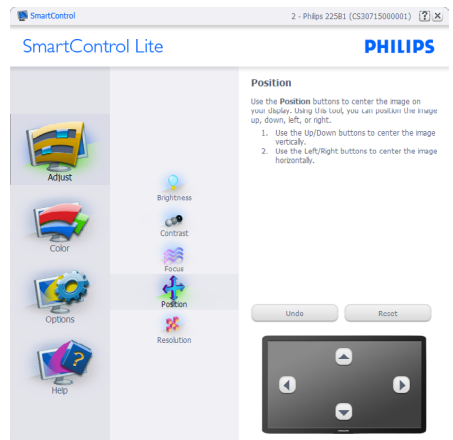 SmartControl
2 - Philips 225B1 (CS30715000001)
SmartControl Lite
PHILIPS
Adjust
Color
Options
Help
Brightness
Contrast
Focus
Position
Resolution
Position
Use the Position buttons to center the image on
your display. Using this tool, you can position the image
up, down, left, or right.
1. Use the Up/Down buttons to center the image
vertically.
2. Use the Left/Right buttons to center the image
horizontally.
Undo
Reset